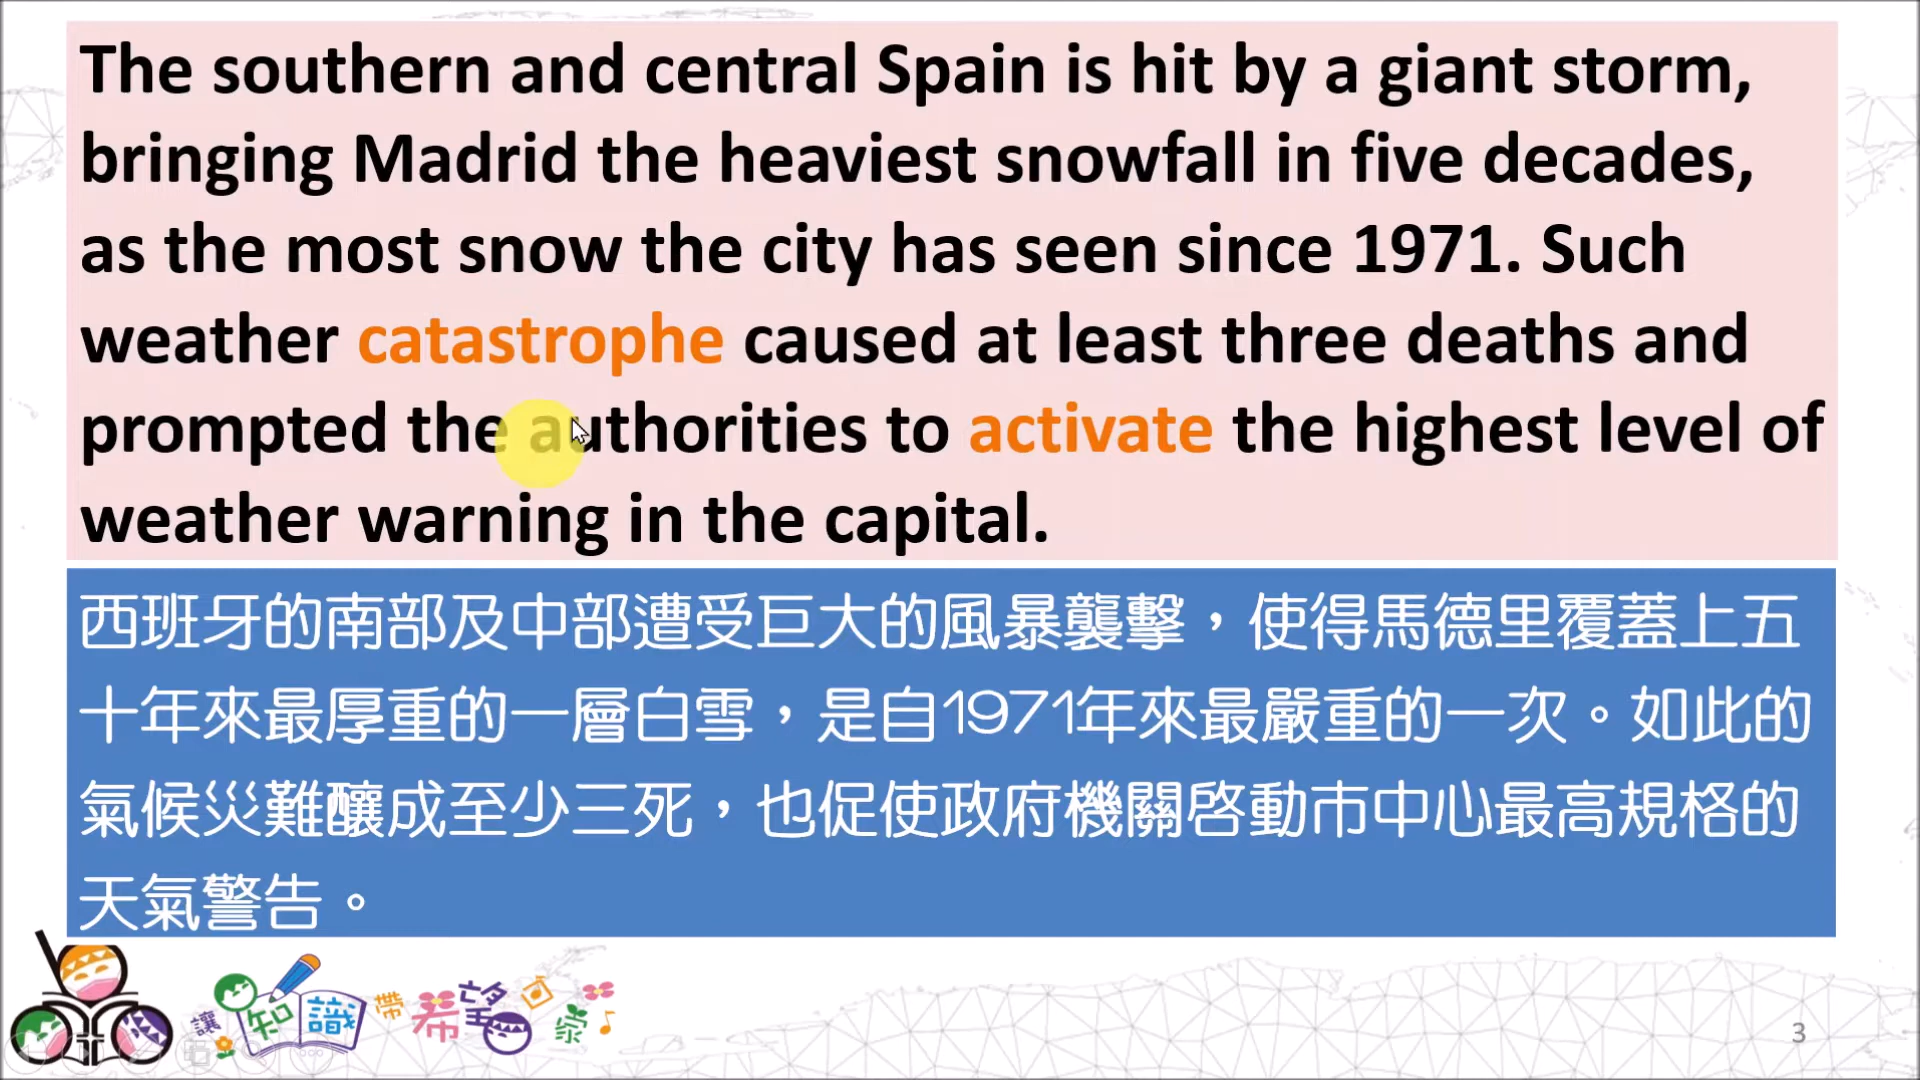 The southern and central Spain is hit by a giant storm,
bringing Madrid the heaviest snowfall in five decades,
as the most snow the city has seen since 1971. Such
weather catastrophe caused at least three deaths and
prompted the authorities to activate the highest level of
weather warning in the capital.
西班牙的南部及中部遭受巨大的風暴襲擊，使得馬德里覆蓋上五
十年來最厚重的一層白雪，是自1971年來最嚴重的一次。如此的
氣候災難釀成至少三死，也促使政府機關啓動市中心最高規格的
天氣警告。
讓知識帶希望回家
3